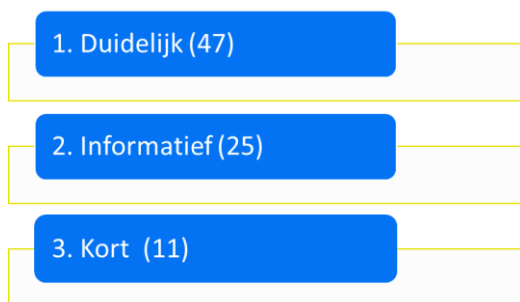 1. Duidelijk (47)
2. Informatief (25)
3. Kort (11)